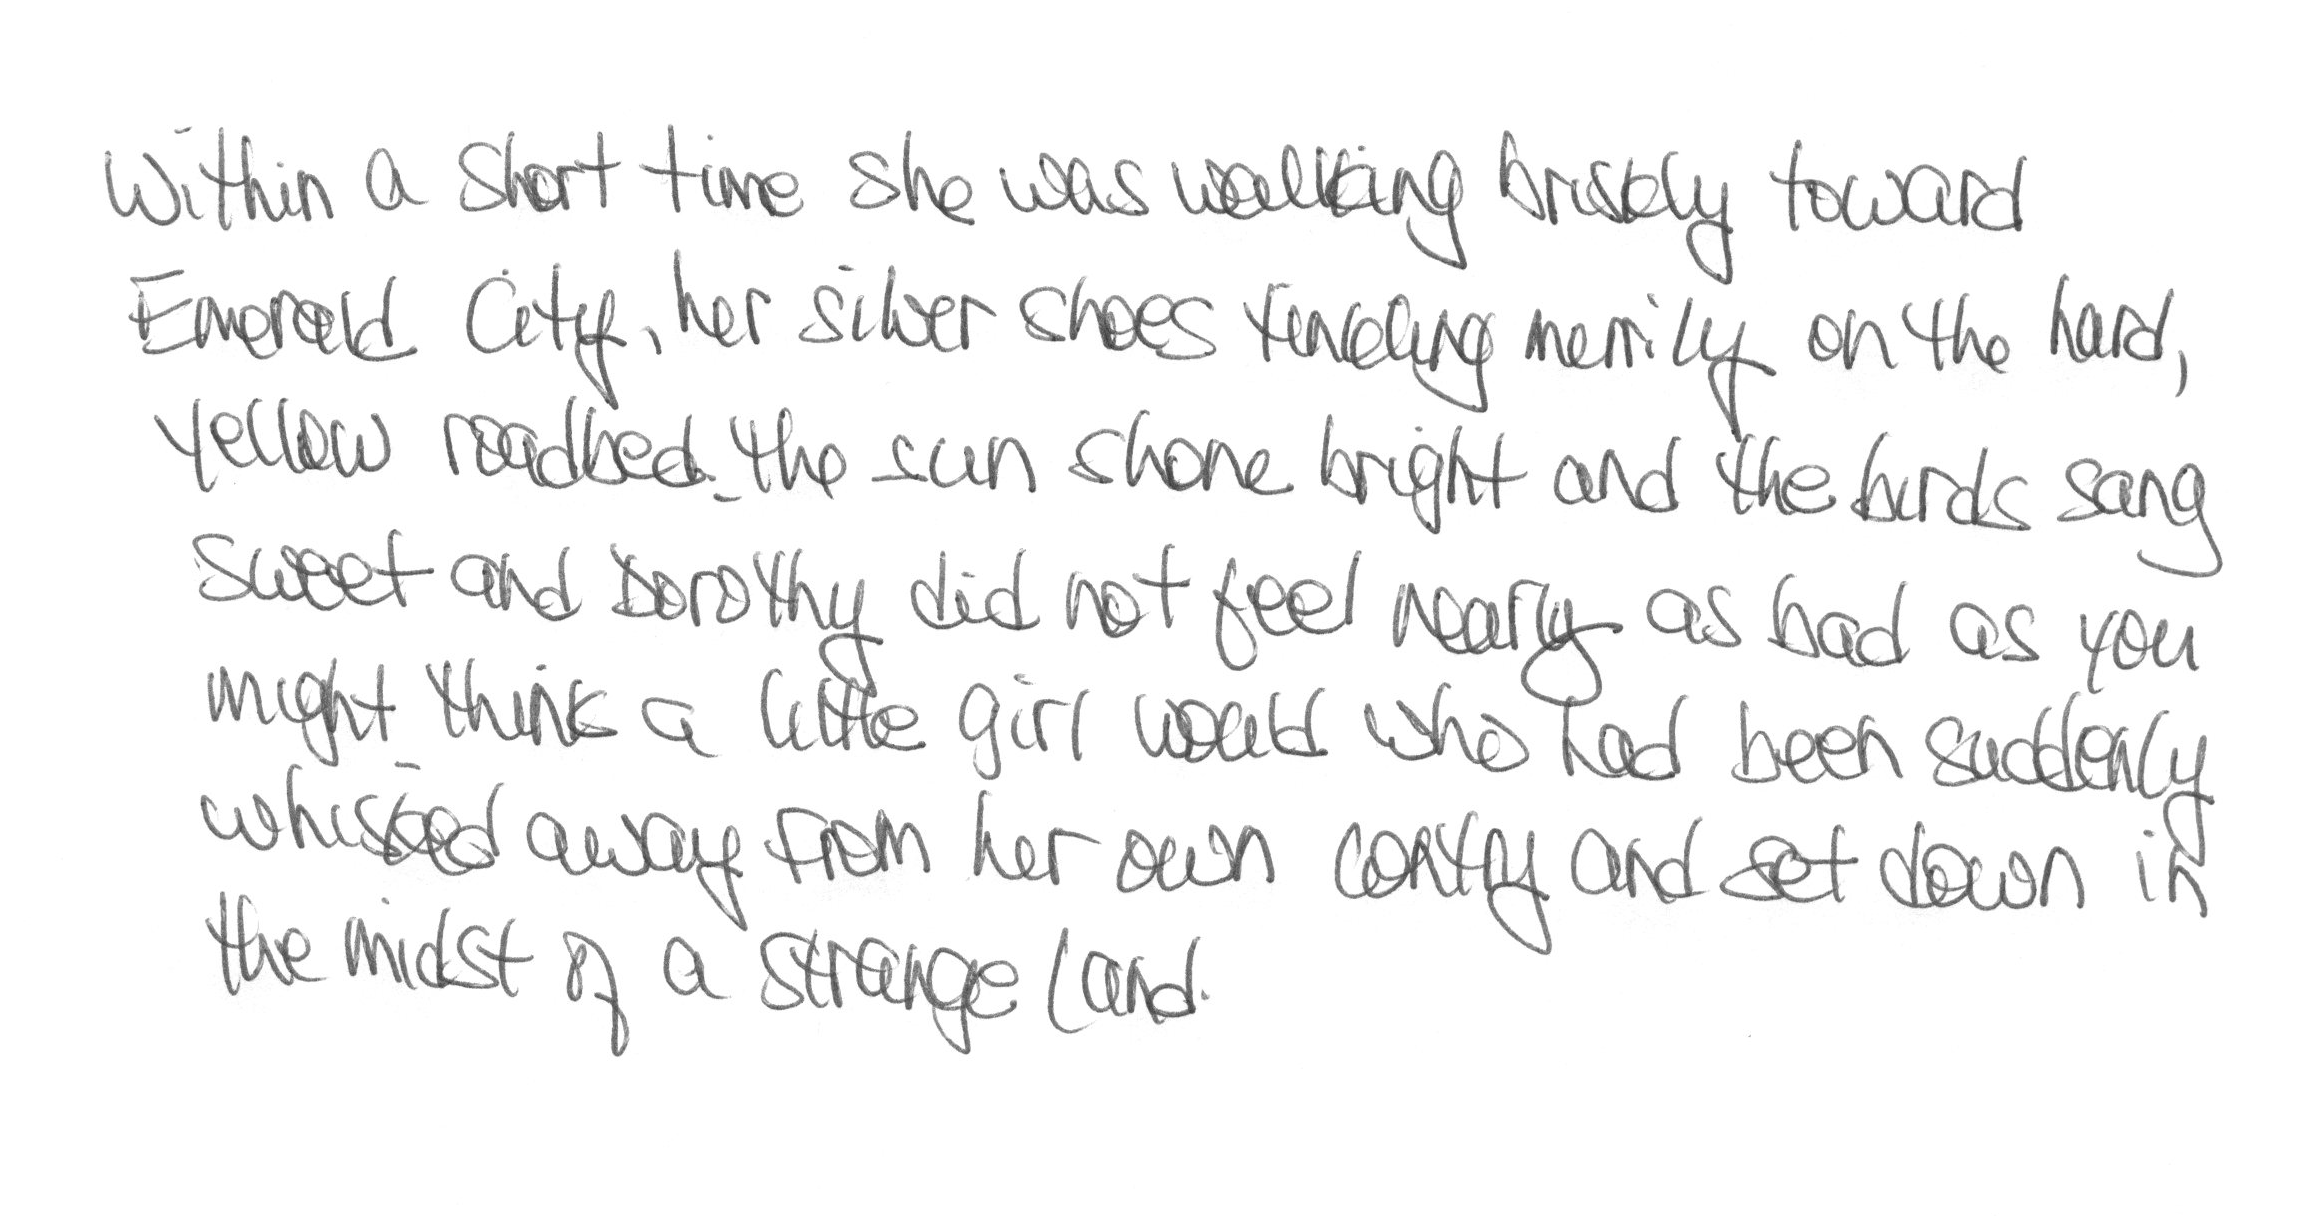 Within a short time she was walking briskly toward
Emerald City, her silver shoes tinkling merrily on the hard,
yellow roadbed. The sun shone bright and the birds sang
sweet and Dorothy did not feel nearly as bad as you
might think a little girl would who had been suddenly
whisked away from her own contry and set down in
the midst of a strange land.